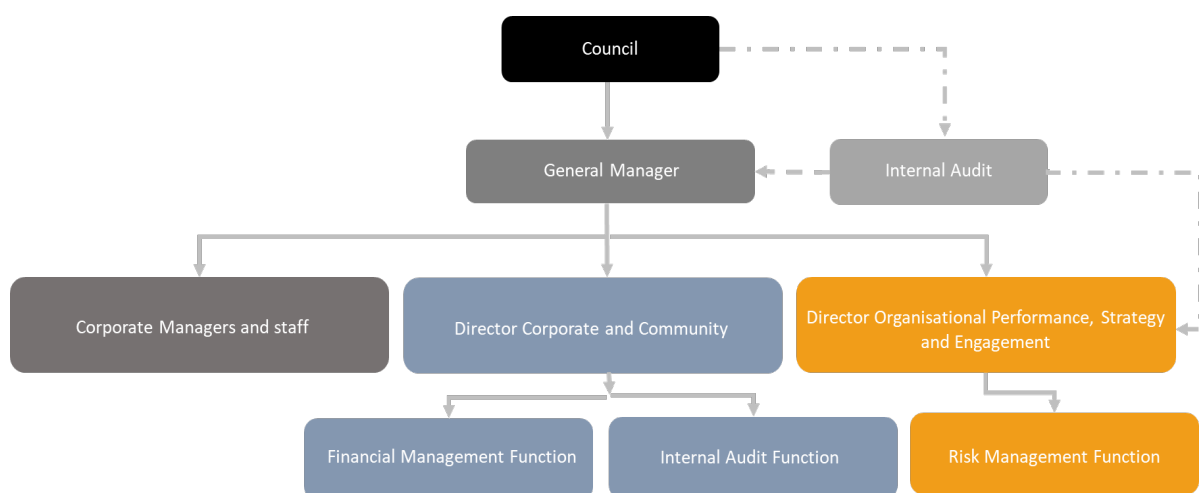 Council
General Manager
Internal Audit
Corporate Managers and staff
Director Corporate and Community
Director Organisational Performance, Strategy
and Engagement
Financial Management Function
Internal Audit Function
Risk Management Function